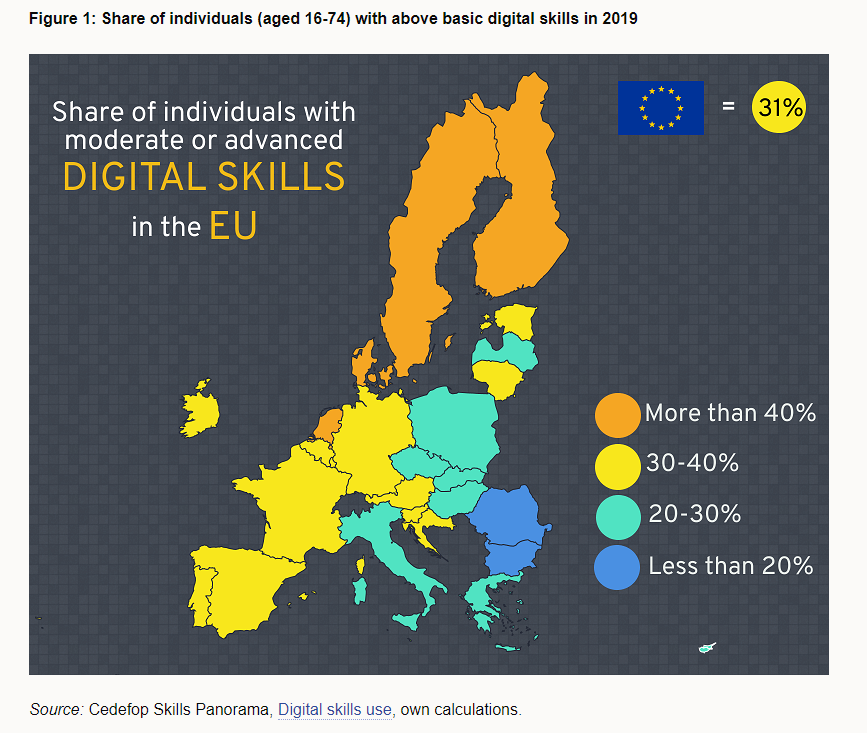 Figure 1: Share of individuals (aged 16-74) with above basic digital skills in 2019
Share of individuals with
moderate or advanced
DIGITAL SKILLS
in the EU
= 31%
More than 40%
30-40%
20-30%
Less than 20%
Source: Cedefop Skills Panorama, Digital skills use, own calculations.